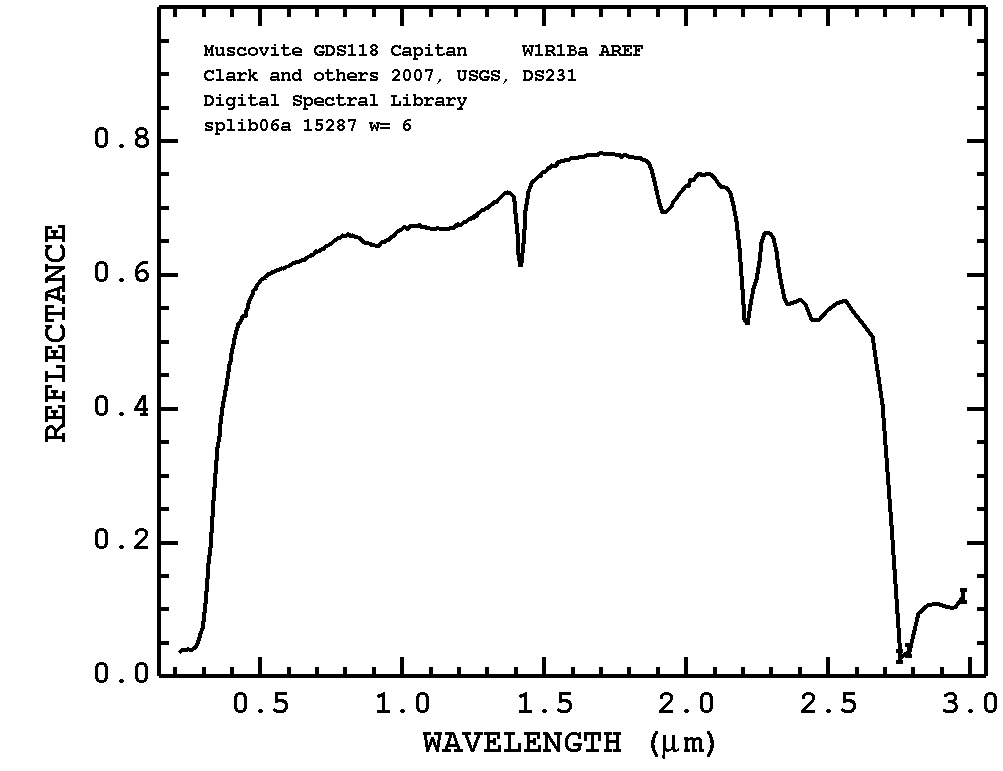 Muscovite GDS118 Capitan W1R1Ba AREF
Clark and others 2007, USGS, DS231
Digital Spectral Library
splib06a 15287 w= 6
REFLECTANCE
0.8
0.6
0.4
0.2
0.0
0.5 1.0 1.5 2.0 2.5 3.0
WAVELENGTH (μm)